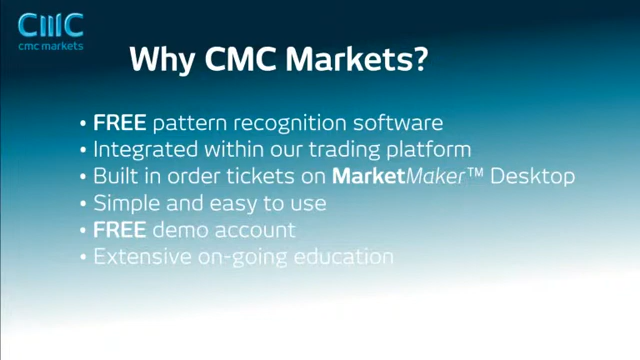 CMC
cmc markets
Why CMC Markets?
• FREE pattern recognition software
• Integrated within our trading platform
• Built in order tickets on MarketMaker™ Desktop
• Simple and easy to use
• FREE demo account
• Extensive on-going education